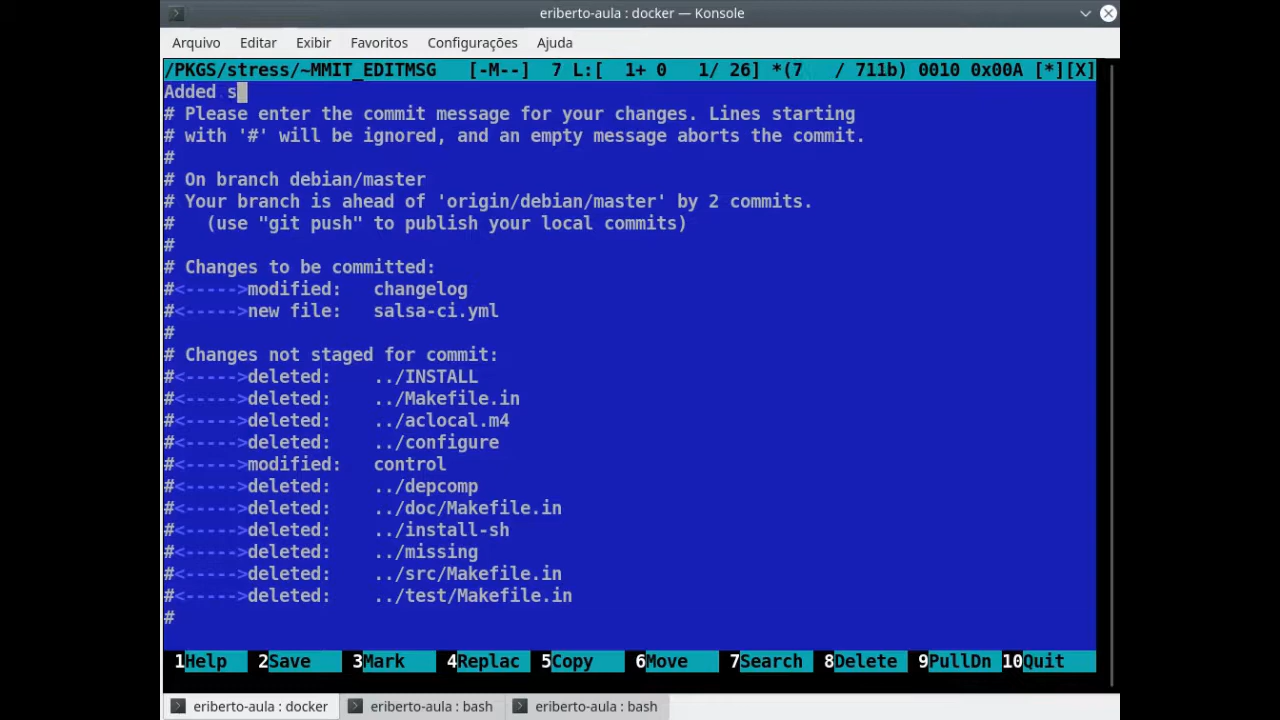 eriberto-aula : docker — Konsole
Arquivo Editar Exibir Favoritos Configurações Ajuda
/PKGS/stress/~MMIT_EDITMSG [-M--] 7 L:[ 1+ 0 1/ 26] *(7 / 711b) 0010 0x00A [*][X]
Added s
# Please enter the commit message for your changes. Lines starting
# with '#' will be ignored, and an empty message aborts the commit.
#
# On branch debian/master
# Your branch is ahead of 'origin/debian/master' by 2 commits.
#   (use "git push" to publish your local commits)
#
# Changes to be committed:
#<----->modified:   changelog
#<----->new file:   salsa-ci.yml
#
# Changes not staged for commit:
#<----->deleted:    ../INSTALL
#<----->deleted:    ../Makefile.in
#<----->deleted:    ../aclocal.m4
#<----->deleted:    ../configure
#<----->modified:   control
#<----->deleted:    ../depcomp
#<----->deleted:    ../doc/Makefile.in
#<----->deleted:    ../install-sh
#<----->deleted:    ../missing
#<----->deleted:    ../src/Makefile.in
#<----->deleted:    ../test/Makefile.in
#
1Help 2Save 3Mark 4Replac 5Copy 6Move 7Search 8Delete 9PullDn 10Quit
eriberto-aula : docker eriberto-aula : bash eriberto-aula : bash